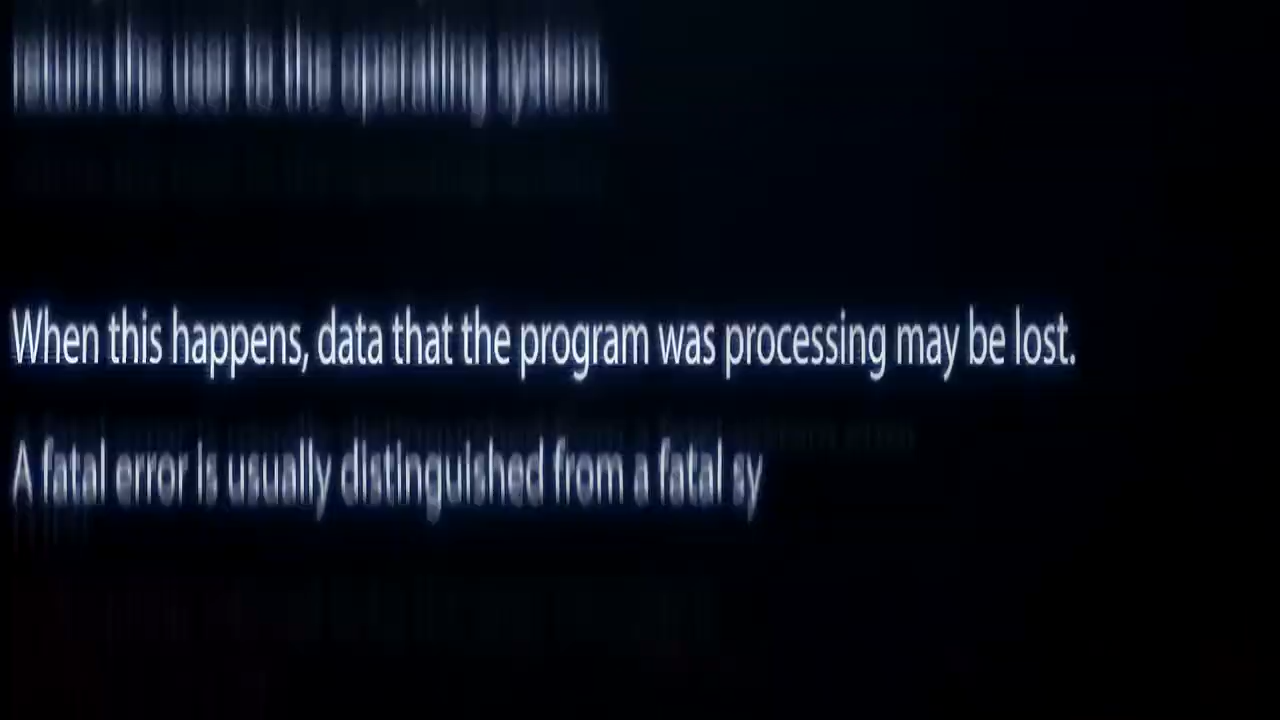 return the user to the operating system.
When this happens, data that the program was processing may be lost.
A fatal error is usually distinguished from a fatal sy